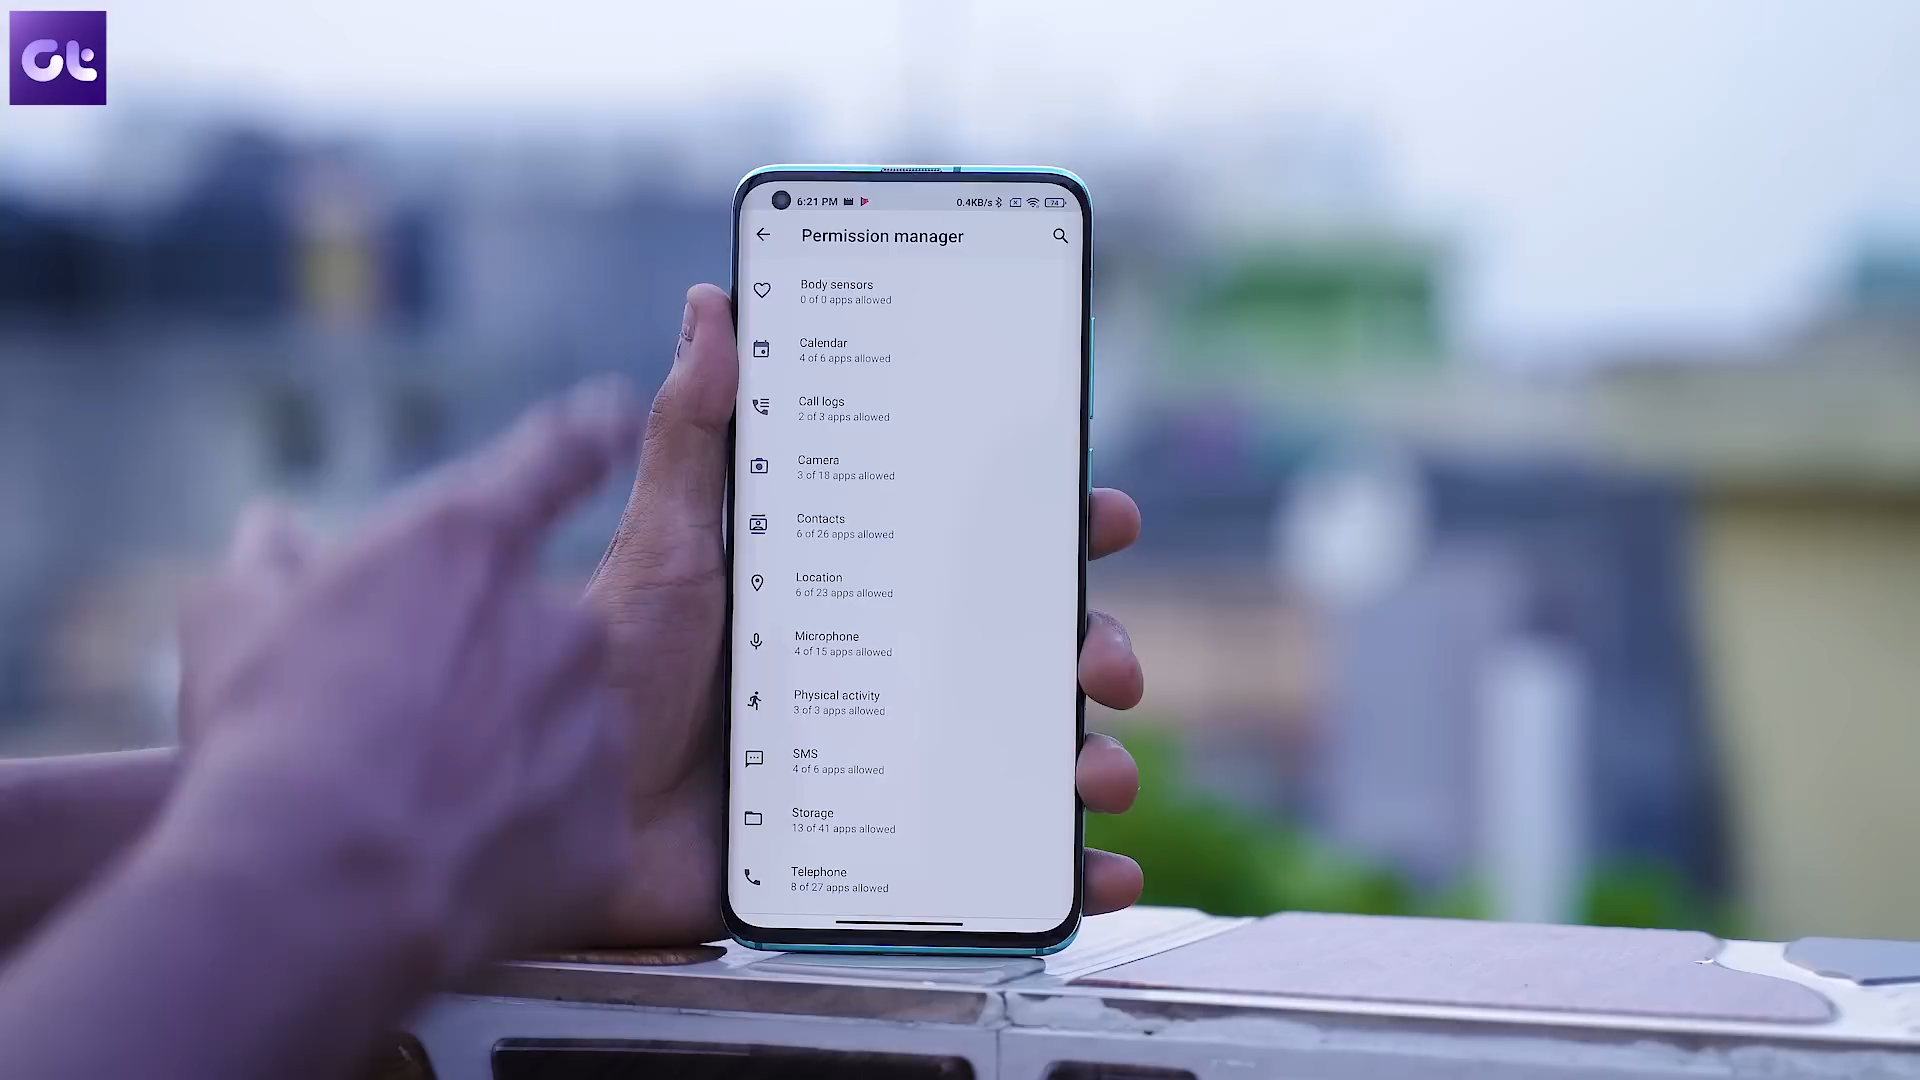 Gt
6:21 PM 0.4KB/s 74
Permission manager
Body sensors
0 of 0 apps allowed
Calendar
4 of 6 apps allowed
Call logs
2 of 3 apps allowed
Camera
3 of 18 apps allowed
Contacts
6 of 26 apps allowed
Location
6 of 23 apps allowed
Microphone
4 of 15 apps allowed
Physical activity
3 of 3 apps allowed
SMS
4 of 6 apps allowed
Storage
13 of 41 apps allowed
Telephone
8 of 27 apps allowed